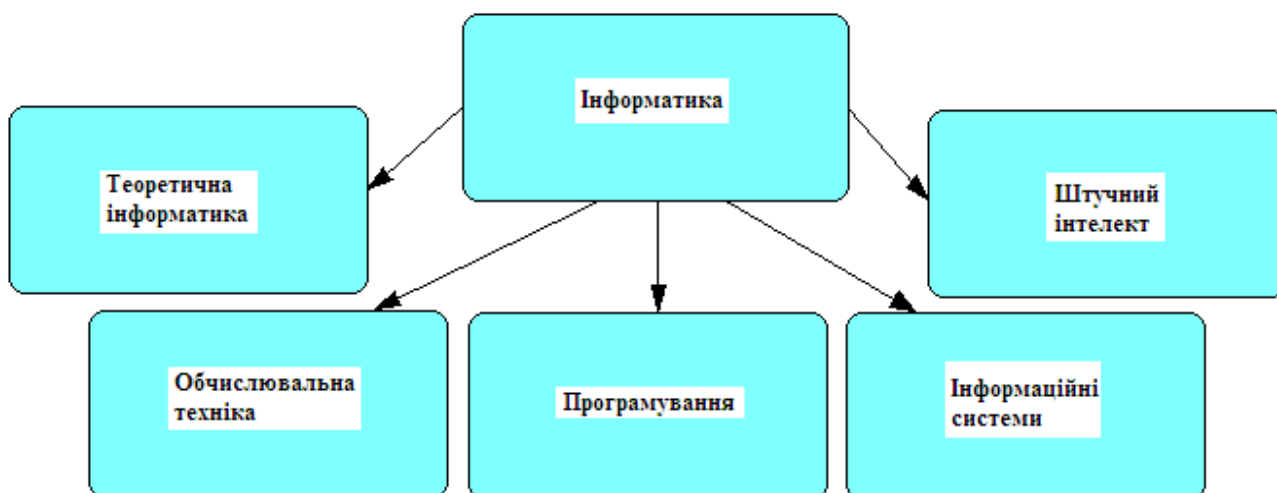 Інформатика
Теоретична
інформатика
Штучний
інтелект
Обчислювальна
техніка
Програмування
Інформаційні
системи